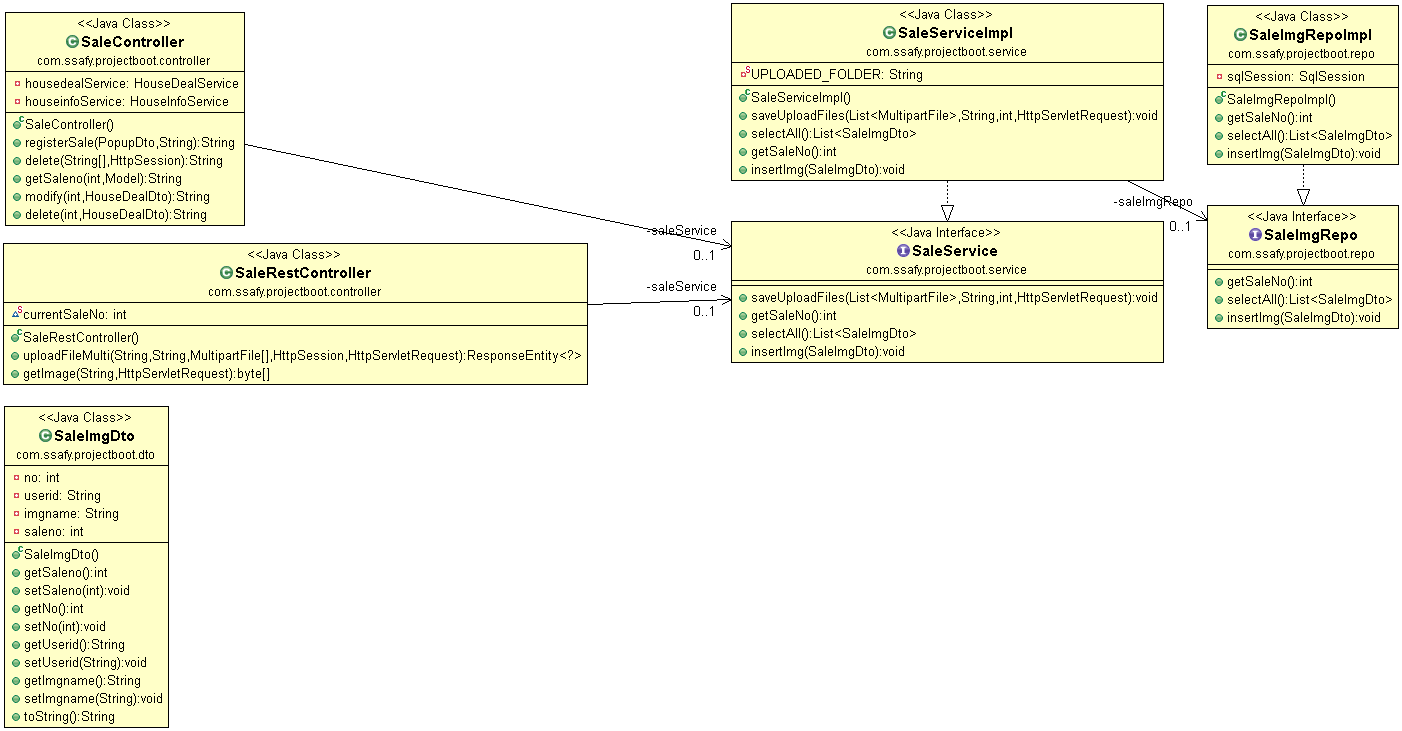 <<Java Class>>
SaleController
com.ssafy.projectboot.controller
housedealService: HouseDealService
houseinfoService: HouseInfoService
SaleController()
registerSale(PopupDto,String):String
delete(String[],HttpSession):String
getSaleno(int,Model):String
modify(int,HouseDealDto):String
delete(int,HouseDealDto):String
<<Java Class>>
SaleServiceImpl
com.ssafy.projectboot.service
UPLOADED_FOLDER: String
SaleServiceImpl()
saveUploadFiles(List<MultipartFile>,String,int,HttpServletRequest):void
selectAll():List<SaleImgDto>
getSaleNo():int
insertImg(SaleImgDto):void
<<Java Class>>
SaleImgRepoImpl
com.ssafy.projectboot.repo
sqlSession: SqlSession
SaleImgRepoImpl()
getSaleNo():int
selectAll():List<SaleImgDto>
insertImg(SaleImgDto):void
-saleImgRepo
0..1
-saleService
0..1
<<Java Class>>
SaleRestController
com.ssafy.projectboot.controller
currentSaleNo: int
SaleRestController()
uploadFileMulti(String,String,MultipartFile[],HttpSession,HttpServletRequest):ResponseEntity<?>
getImage(String,HttpServletRequest):byte[]
-saleService
0..1
<<Java Interface>>
SaleService
com.ssafy.projectboot.service
saveUploadFiles(List<MultipartFile>,String,int,HttpServletRequest):void
getSaleNo():int
selectAll():List<SaleImgDto>
insertImg(SaleImgDto):void
<<Java Interface>>
SaleImgRepo
com.ssafy.projectboot.repo
getSaleNo():int
selectAll():List<SaleImgDto>
insertImg(SaleImgDto):void
<<Java Class>>
SaleImgDto
com.ssafy.projectboot.dto
no: int
userid: String
imgname: String
saleno: int
SaleImgDto()
getSaleno():int
setSaleno(int):void
getNo():int
setNo(int):void
getUserid():String
setUserid(String):void
getImgname():String
setImgname(String):void
toString():String